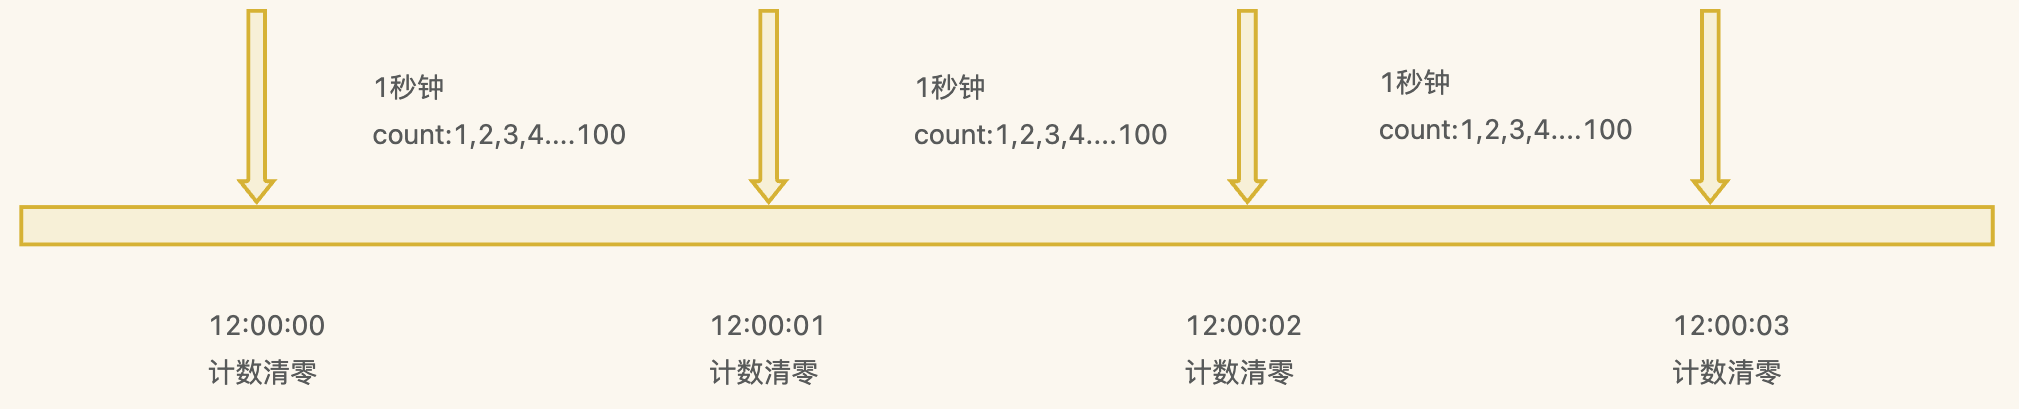 1秒钟
count:1,2,3,4....100
1秒钟
count:1,2,3,4....100
1秒钟
count:1,2,3,4....100
12:00:00
计数清零
12:00:01
计数清零
12:00:02
计数清零
12:00:03
计数清零